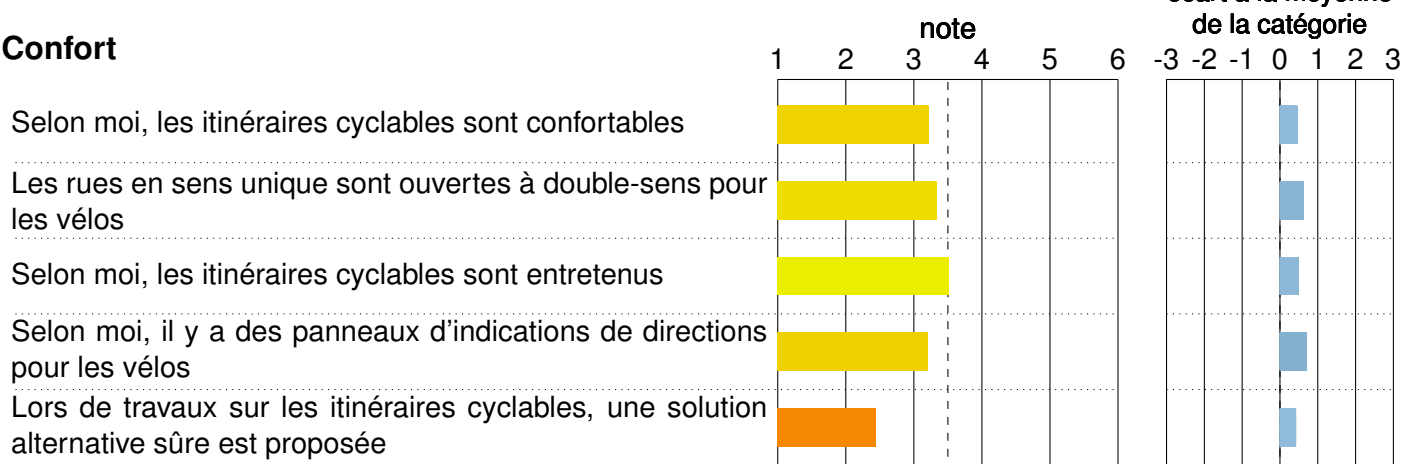 note
de la catégorie
Confort
1 2 3 4 5 6 -3 -2 -1 0 1 2 3
Selon moi, les itinéraires cyclables sont confortables
Les rues en sens unique sont ouvertes à double-sens pour
les vélos
Selon moi, les itinéraires cyclables sont entretenus
Selon moi, il y a des panneaux d'indications de directions
pour les vélos
Lors de travaux sur les itinéraires cyclables, une solution
alternative sûre est proposée